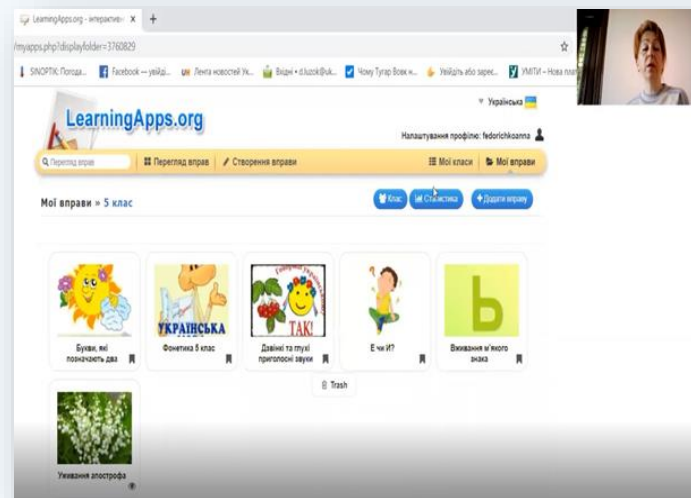 LearningApps.org - інтерактивн
/myapps.php?displayfolder=3760829
SINOPTIK: Погода... Facebook — увійді... Лента новостей Ук... Вхідні • d.luzok@uk... Чому Тугар Вовк н... Увійдіть або зареє... УМІТИ – Нова плат
LearningApps.org
Українська
Налаштування профілю: fedorichkoanna
Перегляд вправ Перегляд вправ Створення вправи Мої класи Мої вправи
Мої вправи » 5 клас
Клас Статистика Додати вправу
УКРАЇНСЬКА
ТАК!
Ь
Букви, які
позначають два
Фонетика 5 клас
Дзвінкі та глухі
приголосні звуки
Е чи И?
Вживання м'якого
знака
Trash
Уживання апострофа